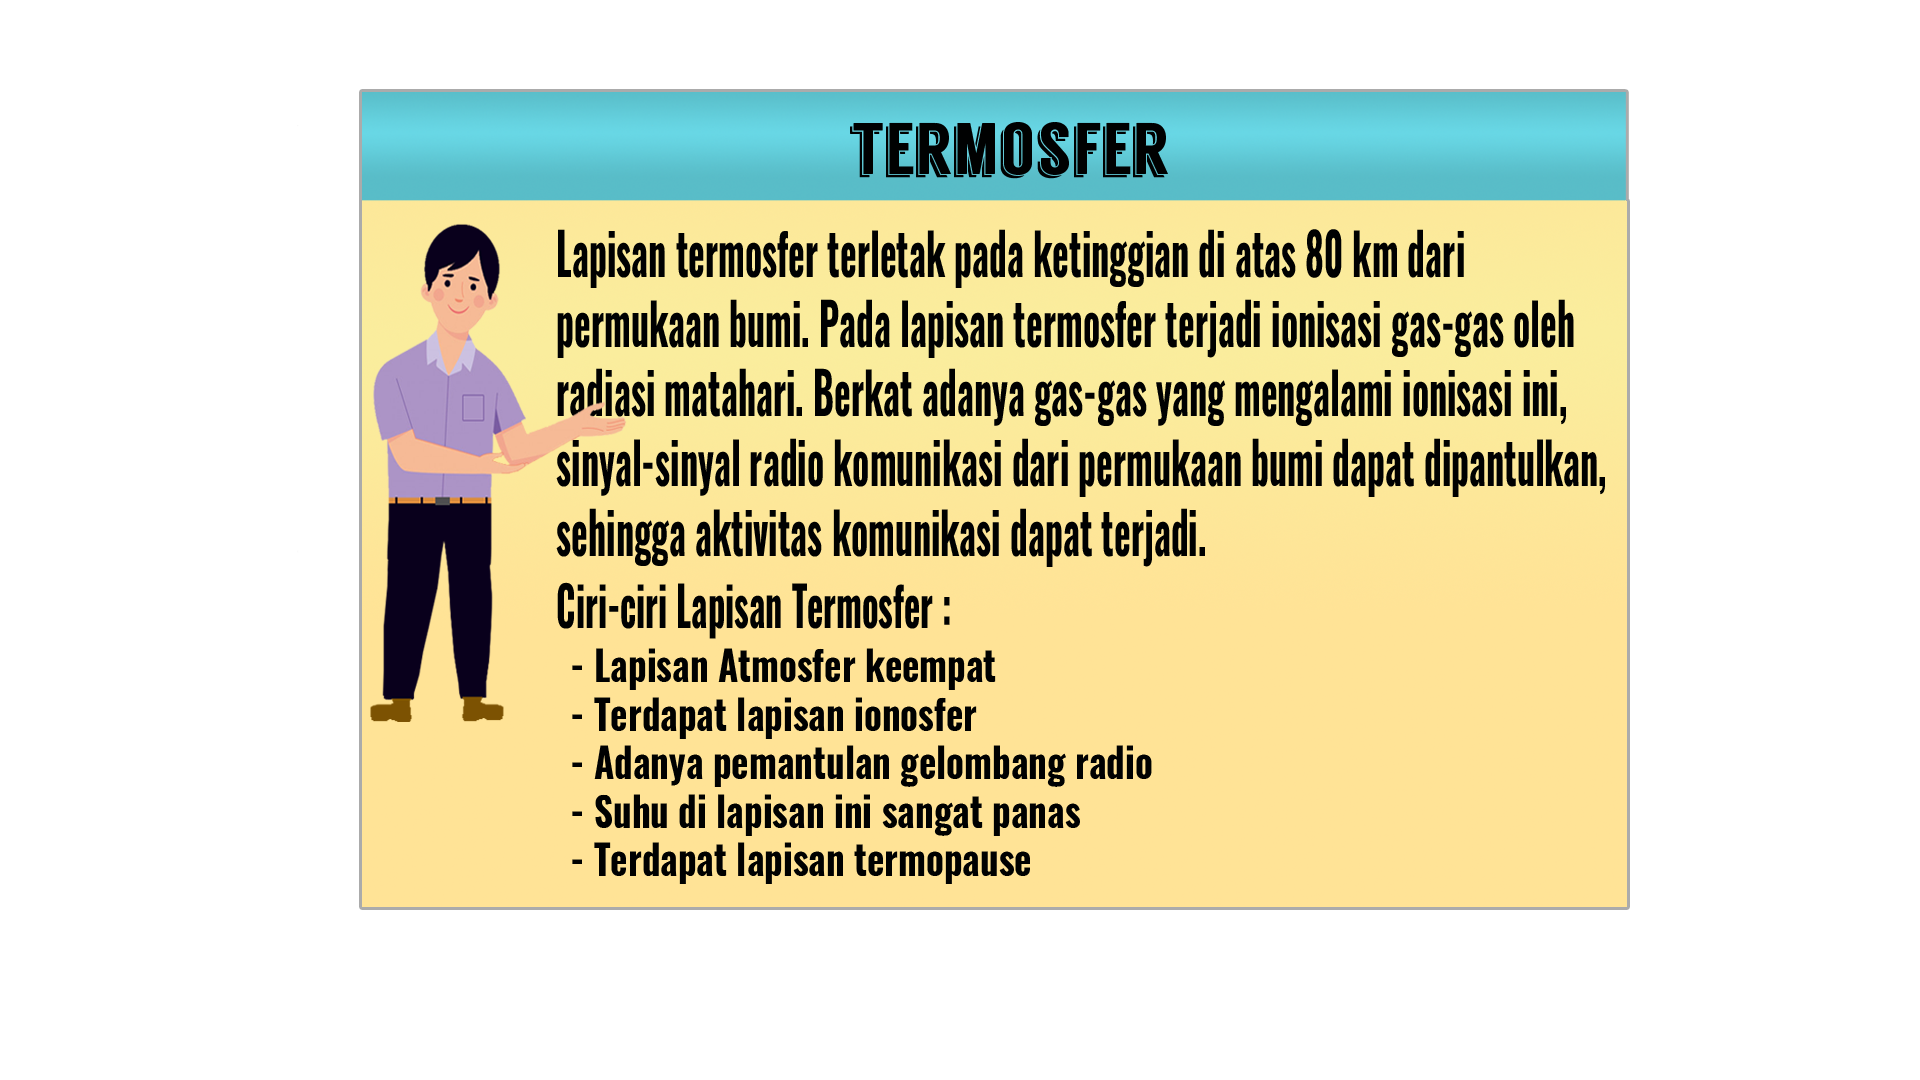 TERMOSFER
Lapisan termosfer terletak pada ketinggian di atas 80 km dari
permukaan bumi. Pada lapisan termosfer terjadi ionisasi gas-gas oleh
radiasi matahari. Berkat adanya gas-gas yang mengalami ionisasi ini,
sinyal-sinyal radio komunikasi dari permukaan bumi dapat dipantulkan,
sehingga aktivitas komunikasi dapat terjadi.
Ciri-ciri Lapisan Termosfer :
- Lapisan Atmosfer keempat
- Terdapat lapisan ionosfer
- Adanya pemantulan gelombang radio
- Suhu di lapisan ini sangat panas
- Terdapat lapisan termopause